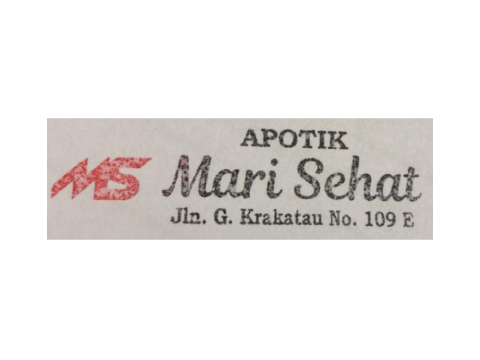 APOTIK
MS Mari Sehat
Jln. G. Krakatau No. 109 E